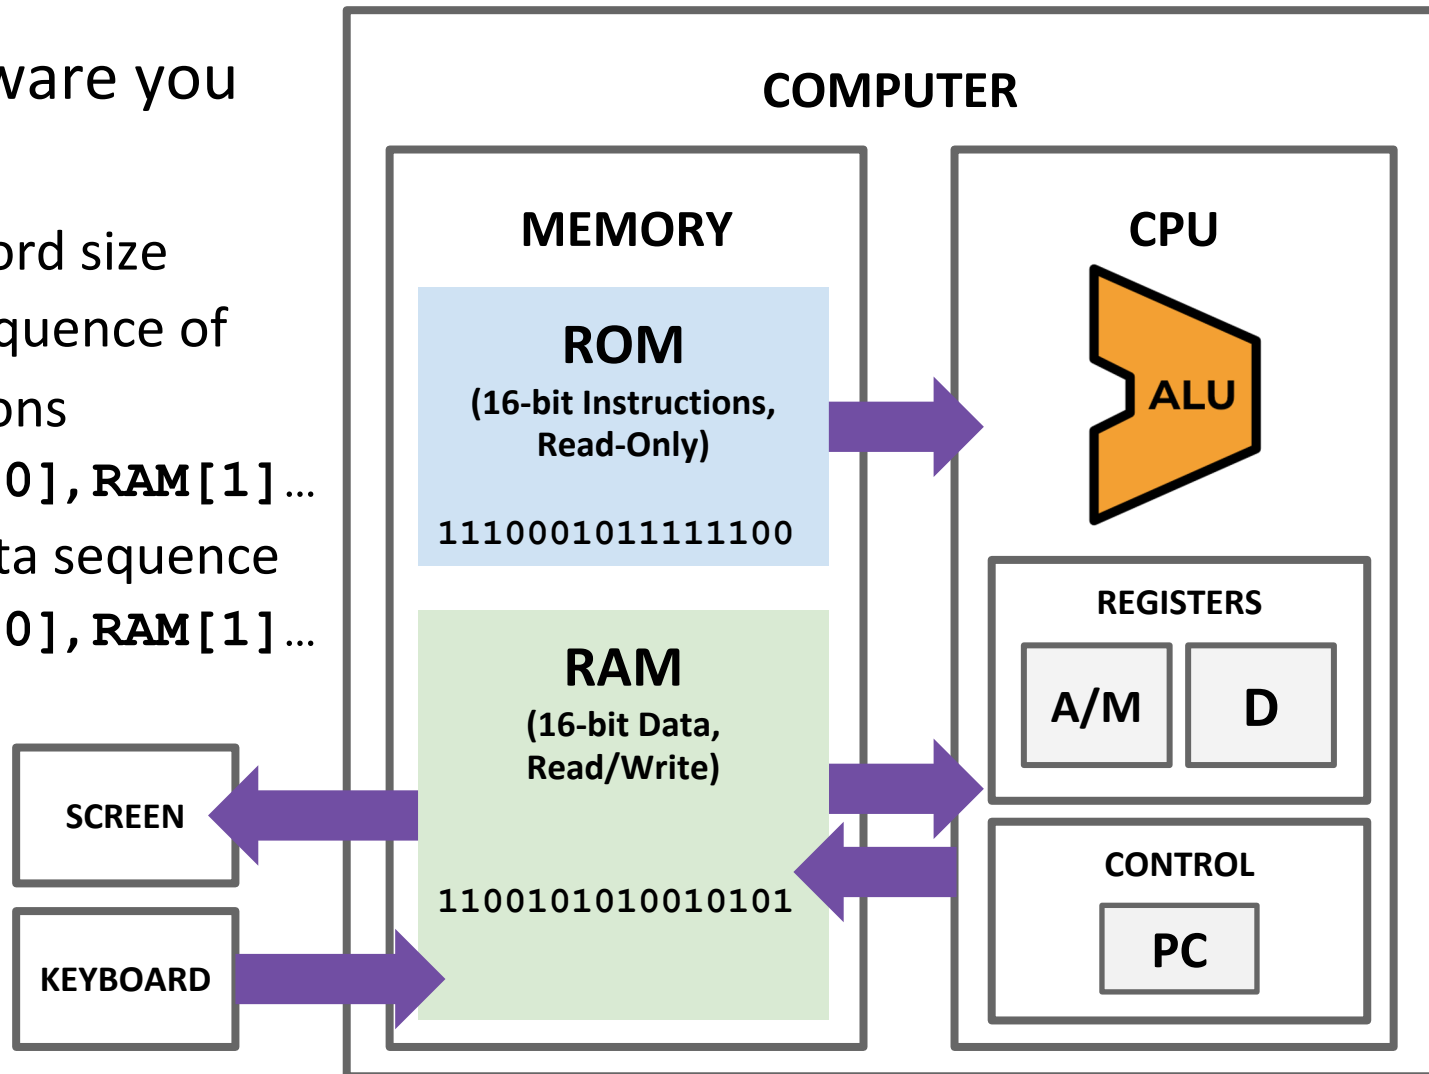 ware you
ord size
quence of
ons
0],RAM[1]…
ta sequence
0],RAM[1]…
COMPUTER
MEMORY
ROM
(16-bit Instructions,
Read-Only)
1110001011111100
RAM
(16-bit Data,
Read/Write)
1100101010010101
CPU
ALU
REGISTERS
A/M
D
CONTROL
PC
SCREEN
KEYBOARD